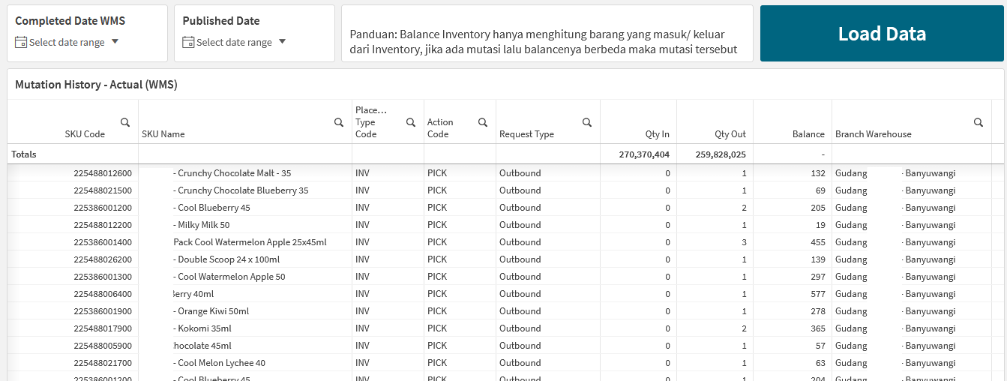 Completed Date WMS
Select date range
Published Date
Select date range
Panduan: Balance Inventory hanya menghitung barang yang masuk/ keluar
dari Inventory, jika ada mutasi lalu balancenya berbeda maka mutasi tersebut
Load Data
Mutation History - Actual (WMS)
SKU Code SKU Name Place... Type Code Action Code Request Type Qty In Qty Out Balance Branch Warehouse
Totals 270,370,404 259,828,025 -
225488012600 - Crunchy Chocolate Malt - 35 INV PICK Outbound 0 1 132 Gudang - Banyuwangi
225488021500 - Crunchy Chocolate Blueberry 35 INV PICK Outbound 0 1 69 Gudang - Banyuwangi
225386001200 - Cool Blueberry 45 INV PICK Outbound 0 2 205 Gudang - Banyuwangi
225488012200 - Milky Milk 50 INV PICK Outbound 0 1 19 Gudang - Banyuwangi
225386001400 Pack Cool Watermelon Apple 25x45ml INV PICK Outbound 0 3 455 Gudang - Banyuwangi
225488026200 - Double Scoop 24 x 100ml INV PICK Outbound 0 1 139 Gudang - Banyuwangi
225386001300 - Cool Watermelon Apple 50 INV PICK Outbound 0 1 297 Gudang - Banyuwangi
225488006400 erry 40ml INV PICK Outbound 0 1 577 Gudang - Banyuwangi
225386001900 - Orange Kiwi 50ml INV PICK Outbound 0 1 278 Gudang - Banyuwangi
225488017900 - Kokomi 35ml INV PICK Outbound 0 2 365 Gudang - Banyuwangi
225488005900 hocolate 45ml INV PICK Outbound 0 1 57 Gudang - Banyuwangi
225488021700 - Cool Melon Lychee 40 INV PICK Outbound 0 1 63 Gudang - Banyuwangi
225386001200 - Cool Blueberry 45 INV PICK Outbound 0 1 204 Gudang - Banyuwangi